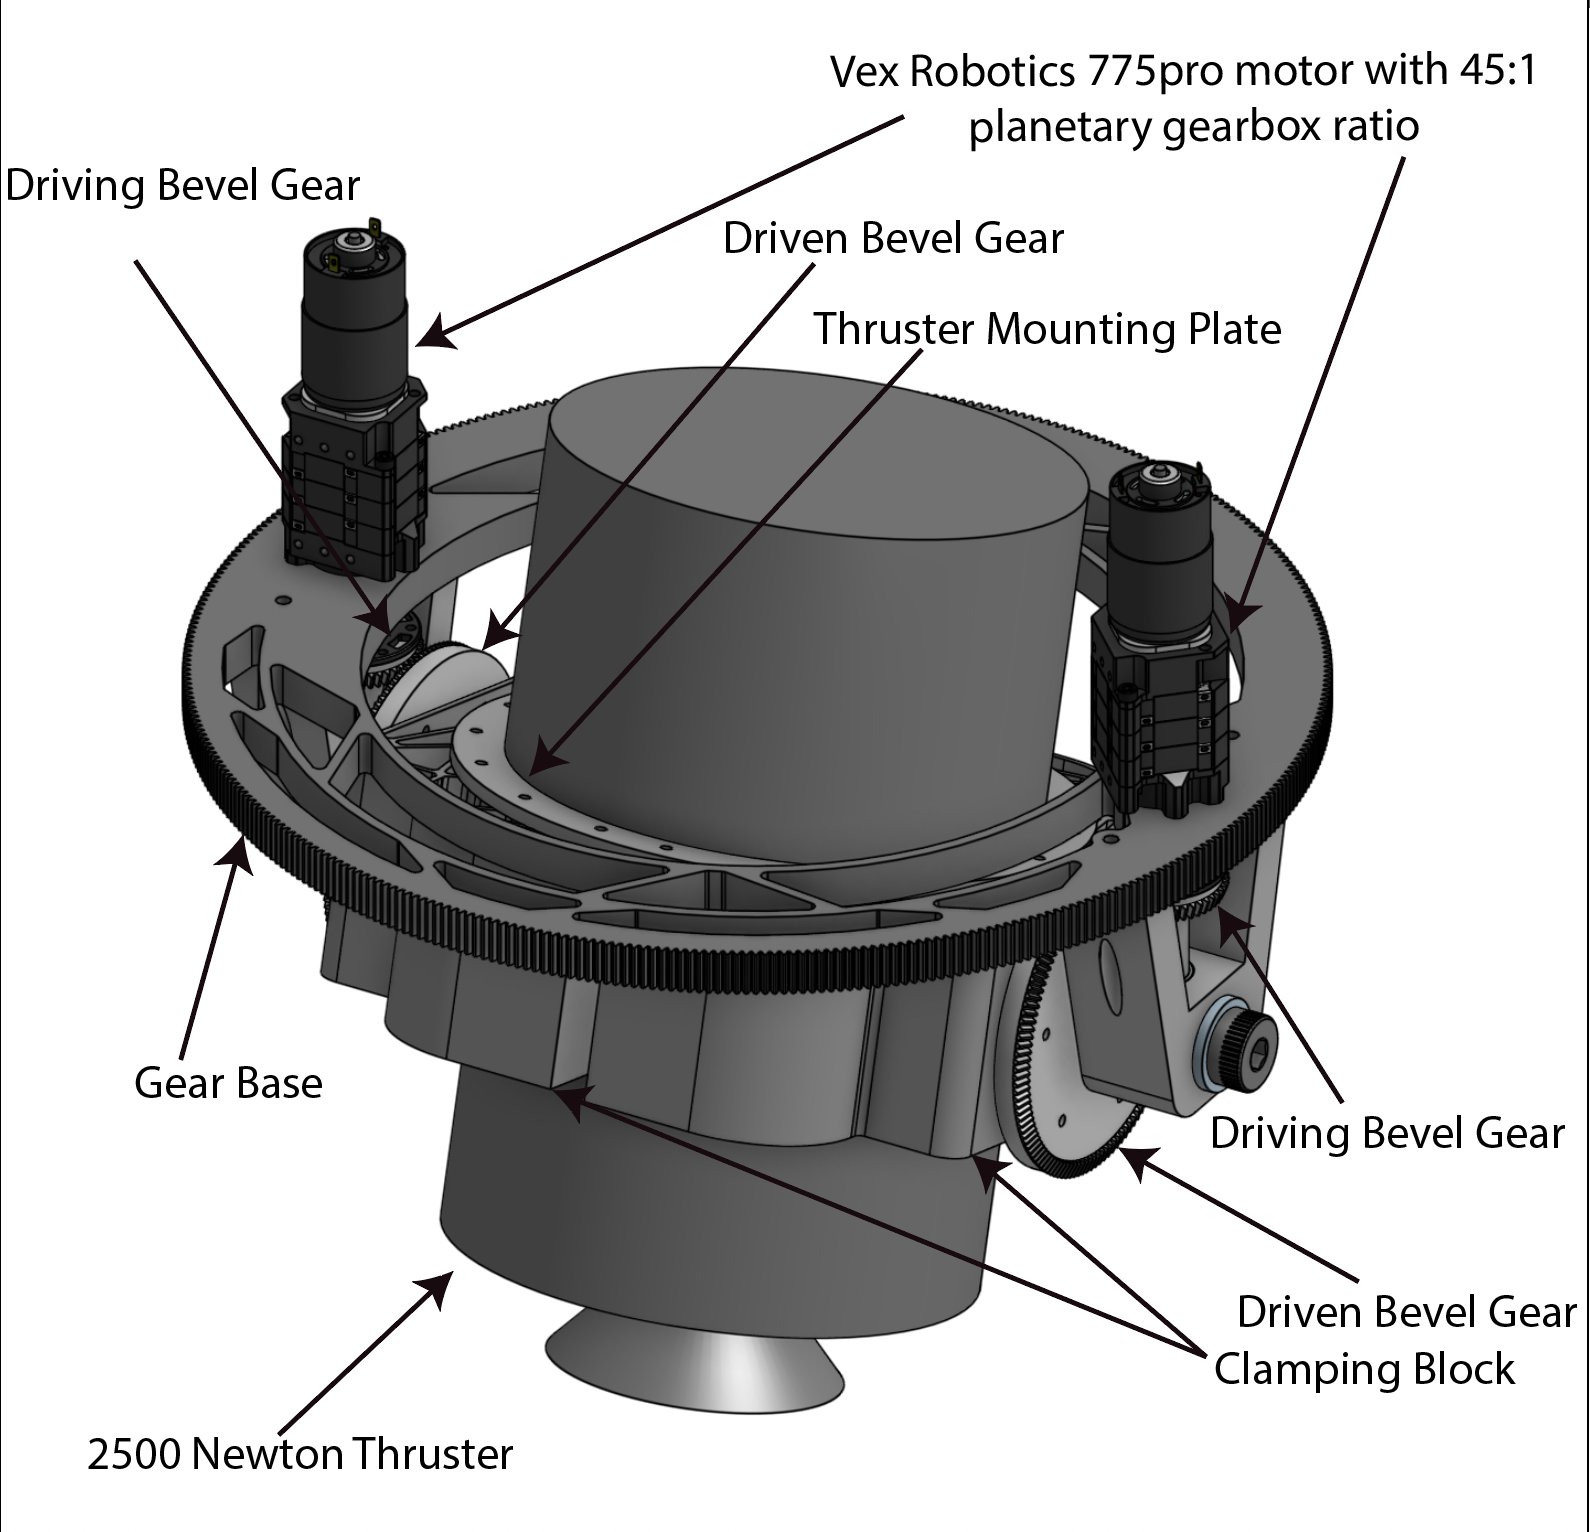 Vex Robotics 775pro motor with 45:1
planetary gearbox ratio
Driving Bevel Gear
Driven Bevel Gear
Thruster Mounting Plate
Gear Base
Driving Bevel Gear
Driven Bevel Gear
Clamping Block
2500 Newton Thruster